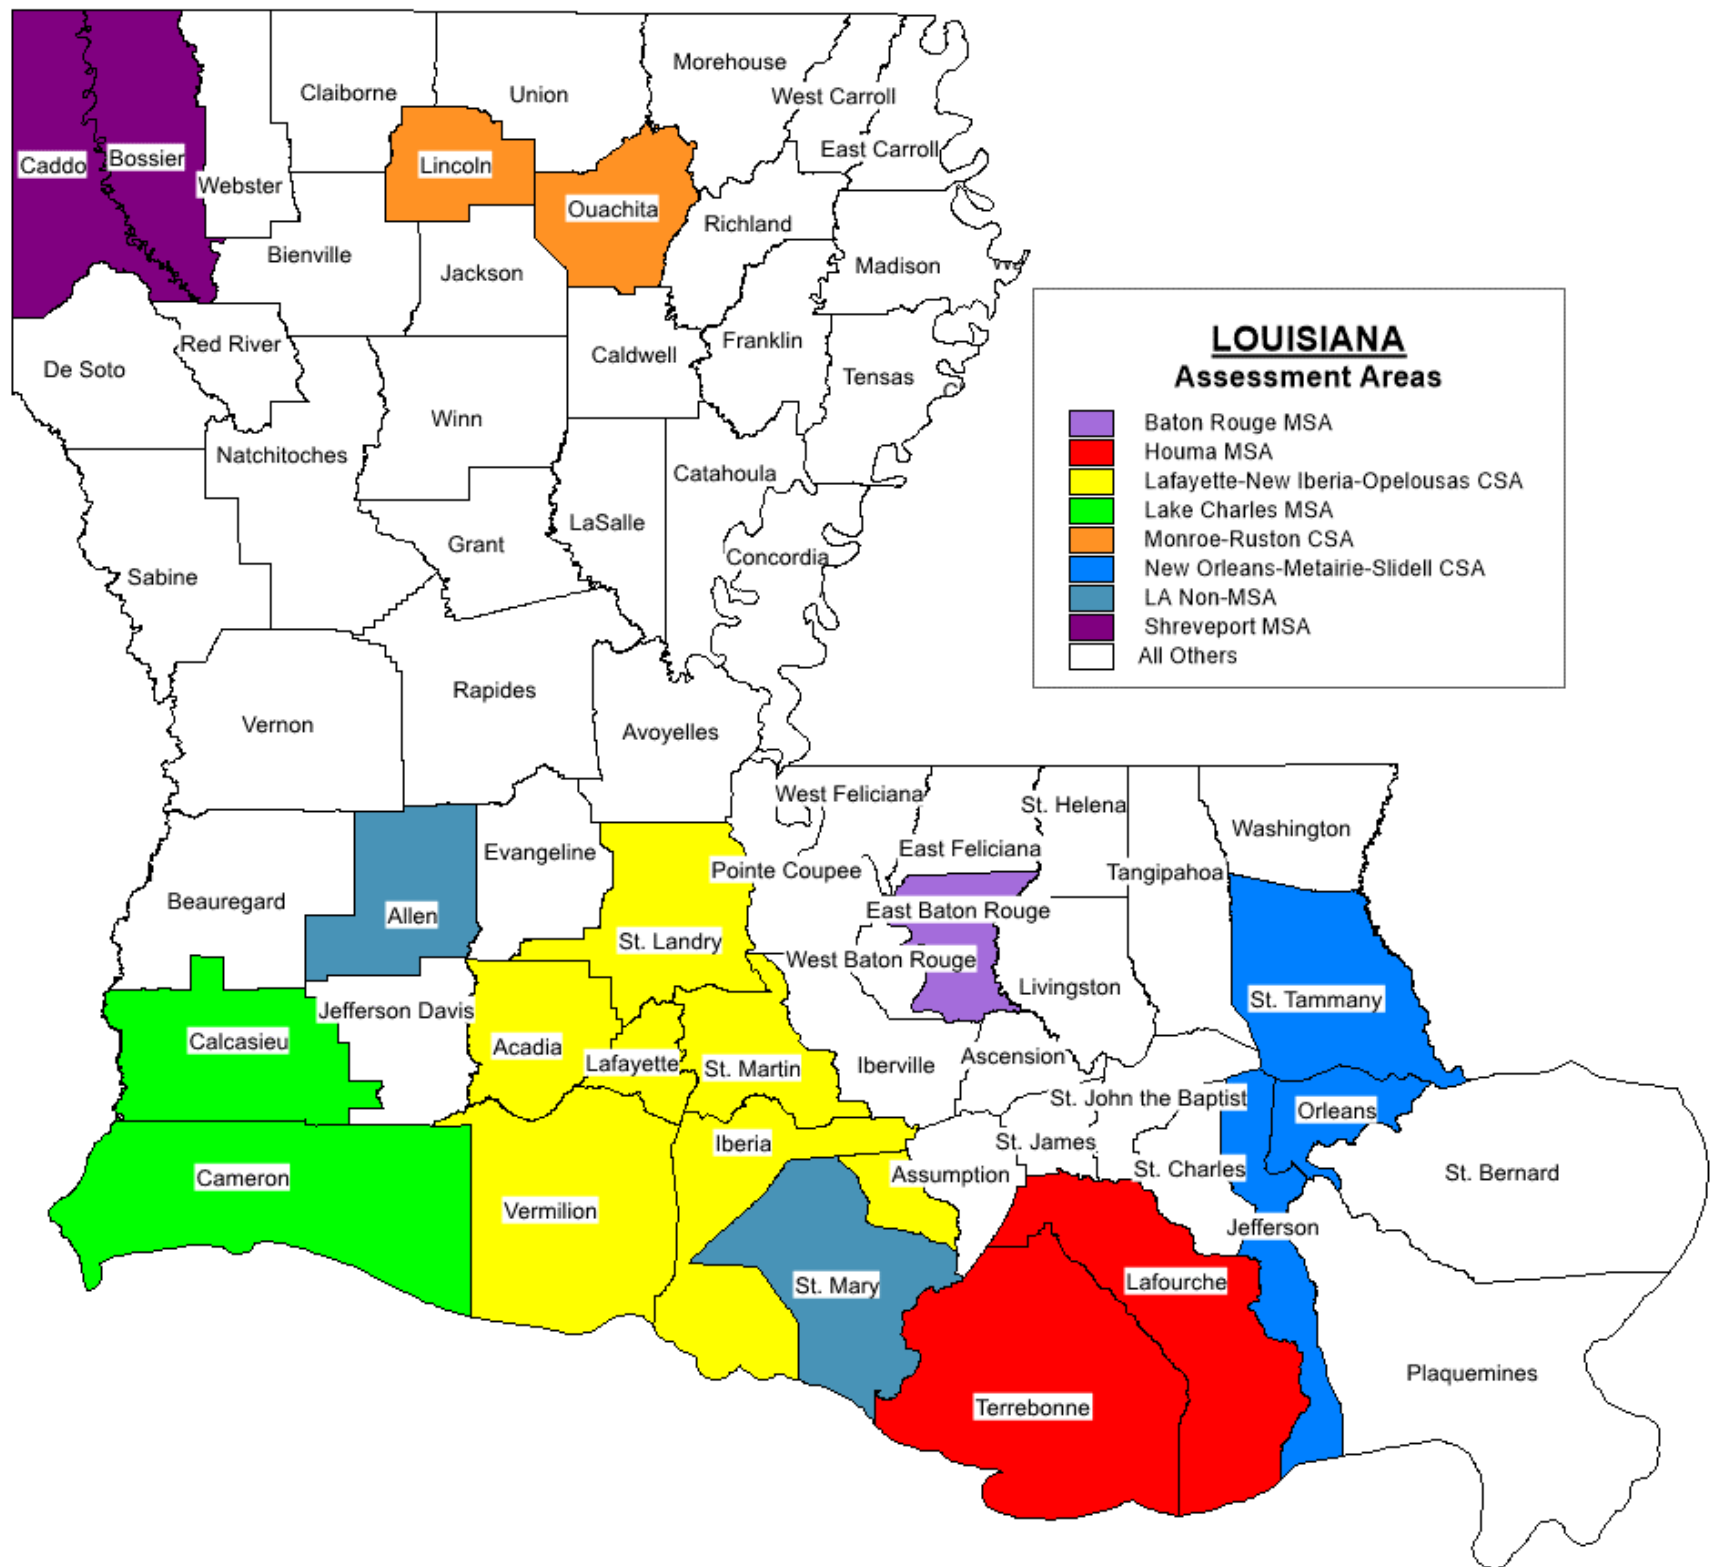 Morehouse
Claiborne
Union
West Carroll
East Carroll
Caddo
Bossier
Lincoln
Webster
Ouachita
Richland
Bienville
Jackson
Madison
Red River
Franklin
Caldwell
De Soto
Tensas
Winn
Natchitoches
Catahoula
LaSalle
Grant
Concordia
Sabine
Rapides
Vernon
Avoyelles
LOUISIANA
Assessment Areas
Baton Rouge MSA
Houma MSA
Lafayette-New Iberia-Opelousas CSA
Lake Charles MSA
Monroe-Ruston CSA
New Orleans-Metairie-Slidell CSA
LA Non-MSA
Shreveport MSA
All Others
West Feliciana
St. Helena
Washington
Evangeline
East Feliciana
Pointe Coupee
Tangipahoa
Beauregard
Allen
East Baton Rouge
St. Landry
West Baton Rouge
Livingston
St. Tammany
Jefferson Davis
Calcasieu
Acadia
Lafayette
St. Martin
Iberville
Ascension
St. John the Baptist
Orleans
Iberia
St. James
St. Charles
St. Bernard
Cameron
Assumption
Vermilion
Jefferson
St. Mary
Lafourche
Plaquemines
Terrebonne